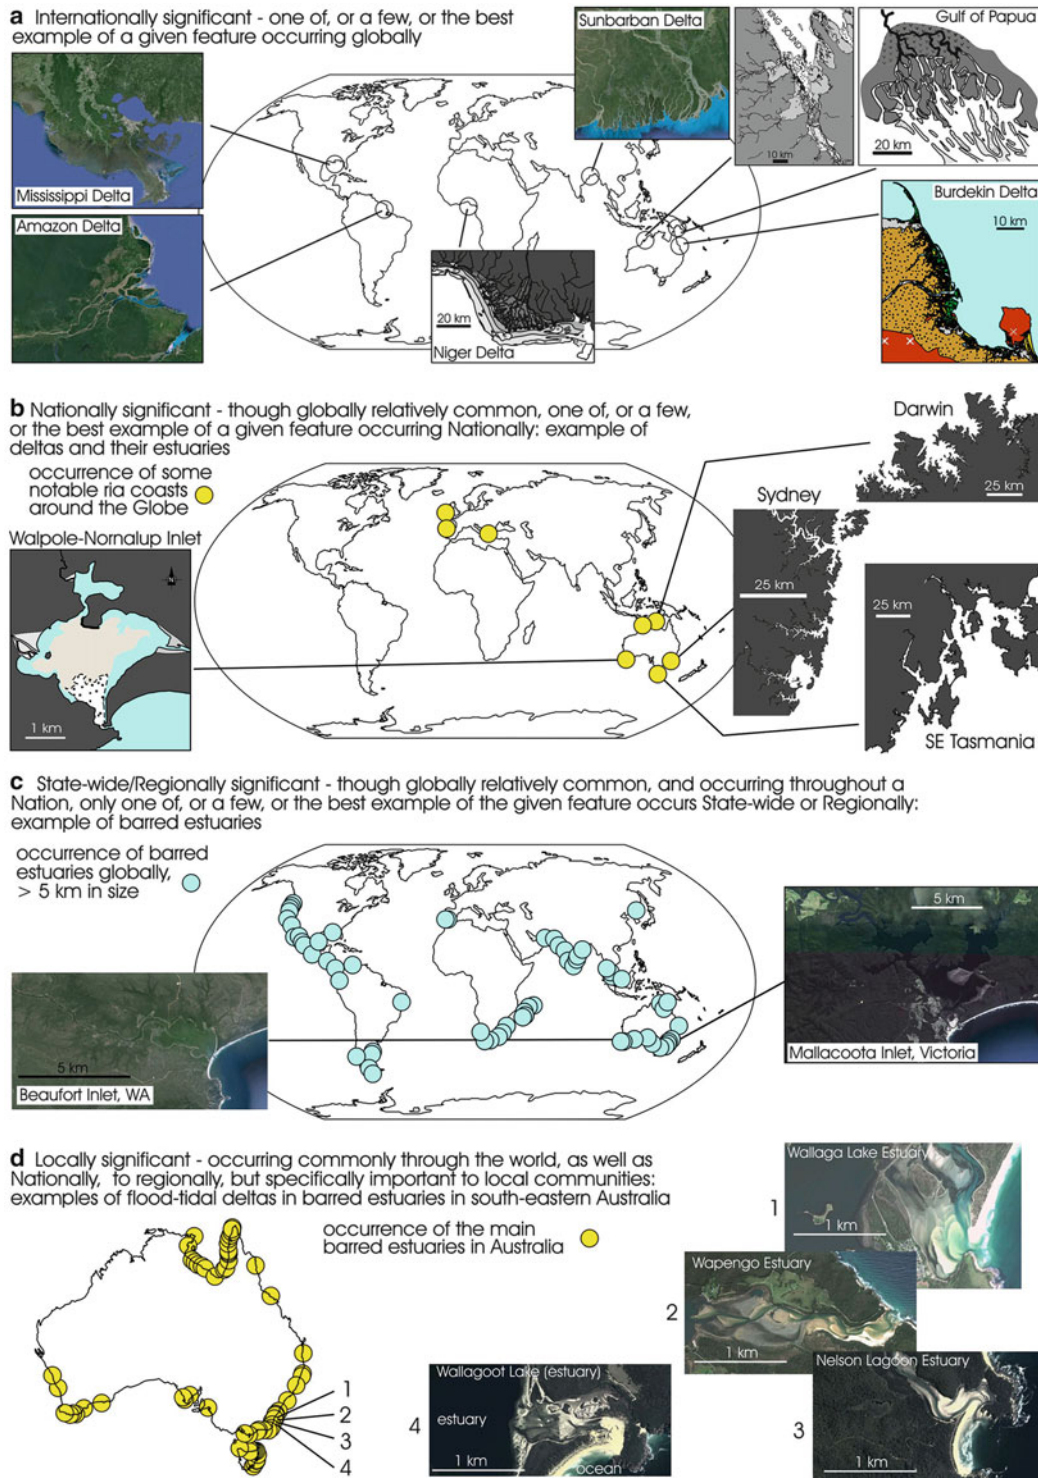 a Internationally significant - one of, or a few, or the best
example of a given feature occurring globally
Sunbarban Delta
KING SOUND
10 km
Gulf of Papua
20 km
Mississippi Delta
Amazon Delta
20 km
Niger Delta
Burdekin Delta
10 km
b Nationally significant - though globally relatively common, one of, or a few,
or the best example of a given feature occurring Nationally: example of
deltas and their estuaries
occurrence of some
notable ria coasts
around the Globe
Walpole-Nornalup Inlet
1 km
Darwin
25 km
Sydney
25 km
25 km
SE Tasmania
c State-wide/Regionally significant - though globally relatively common, and occurring throughout a
Nation, only one of, or a few, or the best example of the given feature occurs State-wide or Regionally:
example of barred estuaries
occurrence of barred
estuaries globally,
> 5 km in size
5 km
Beaufort Inlet, WA
5 km
Mallacoota Inlet, Victoria
d Locally significant - occurring commonly through the world, as well as
Nationally, to regionally, but specifically important to local communities:
examples of flood-tidal deltas in barred estuaries in south-eastern Australia
occurrence of the main
barred estuaries in Australia
1
2
3
4
Wallaga Lake Estuary
1
1 km
Wapengo Estuary
2
1 km
Nelson Lagoon Estuary
3
1 km
Wallagoot Lake (estuary)
4
estuary
1 km
ocean